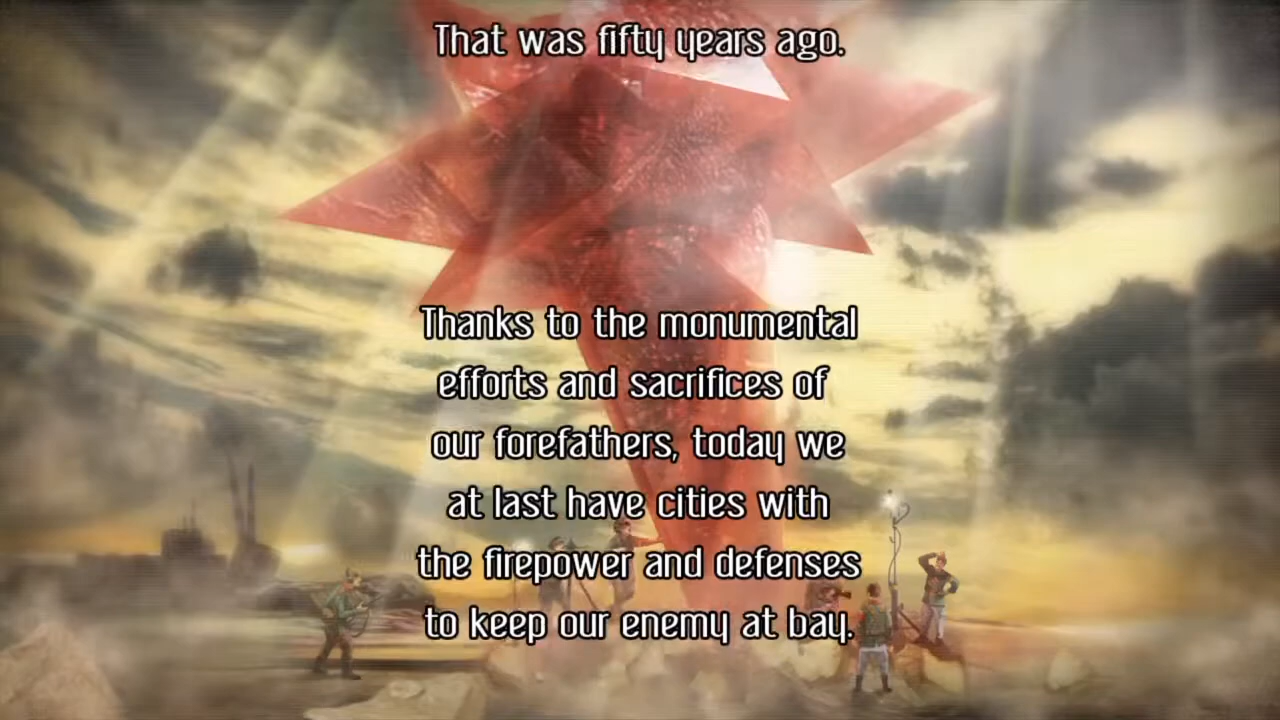 That was fifty years ago.
Thanks to the monumental
efforts and sacrifices of
our forefathers, today we
at last have cities with
the firepower and defenses
to keep our enemy at bay.